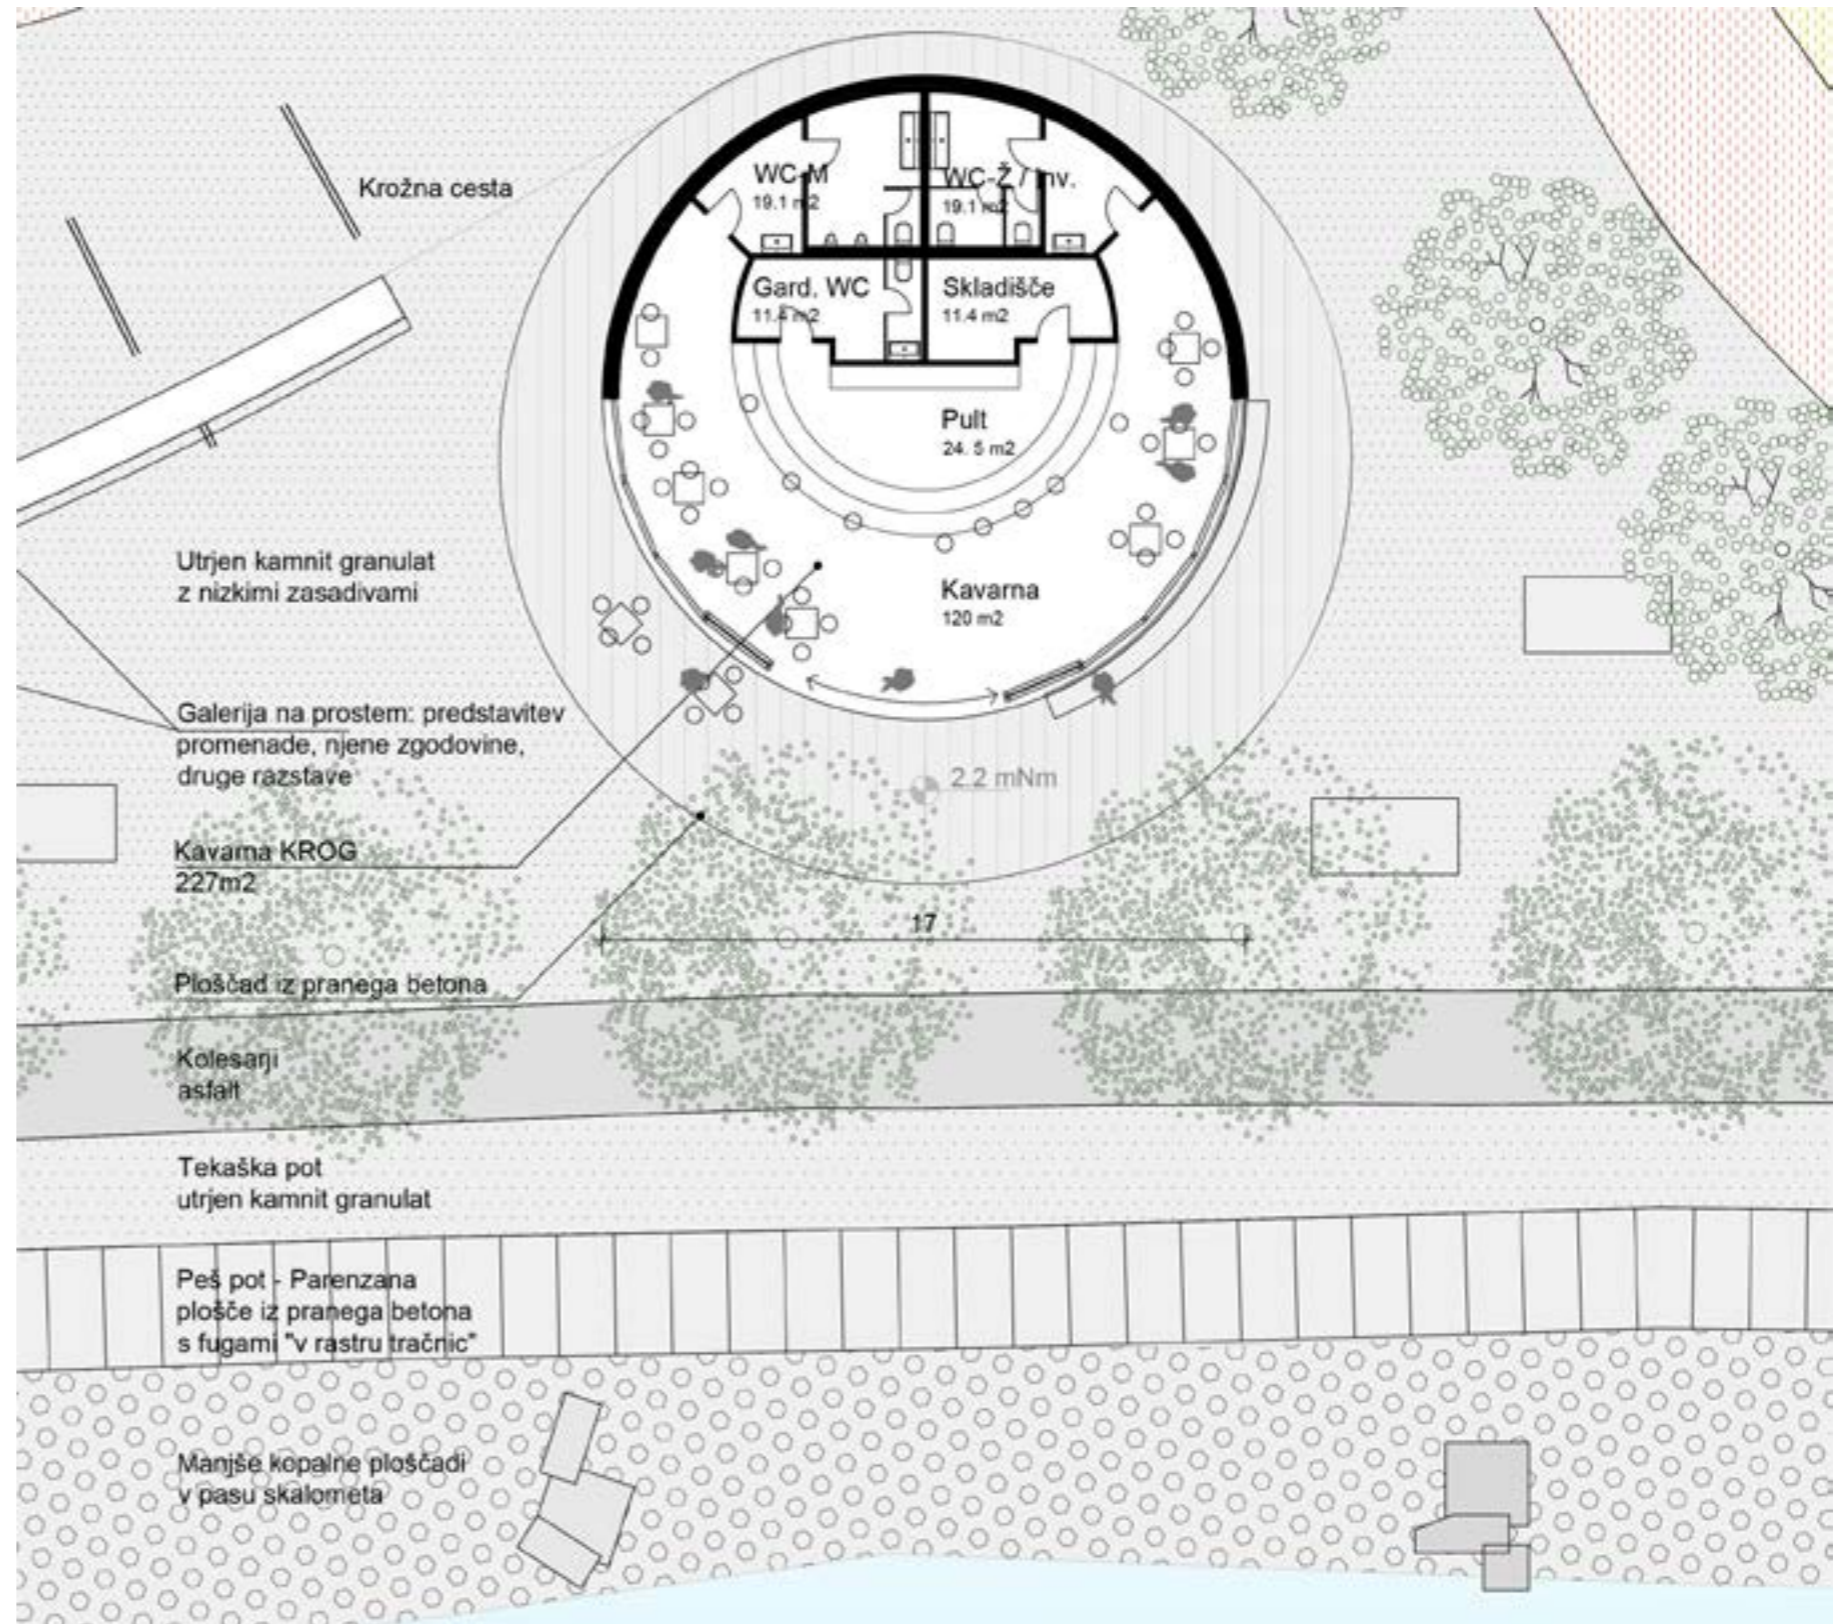 Krožna cesta
WC-M
19.1 m2
WC-Ž / Inv.
19.1 m2
Gard. WC
11.4 m2
Skladišče
11.4 m2
Pult
24. 5 m2
Kavarna
120 m2
Utrjen kamnit granulat
z nizkimi zasadivami
Galerija na prostem: predstavitev
promenade, njene zgodovine,
druge razstave
2.2 mNm
Kavarna KROG
227m2
17
Ploščad iz pranega betona
Kolesarji
asfalt
Tekaška pot
utrjen kamnit granulat
Peš pot - Parenzana
plošče iz pranega betona
s fugami "v rastru tračnic"
Manjše kopalne ploščadi
v pasu skalometa